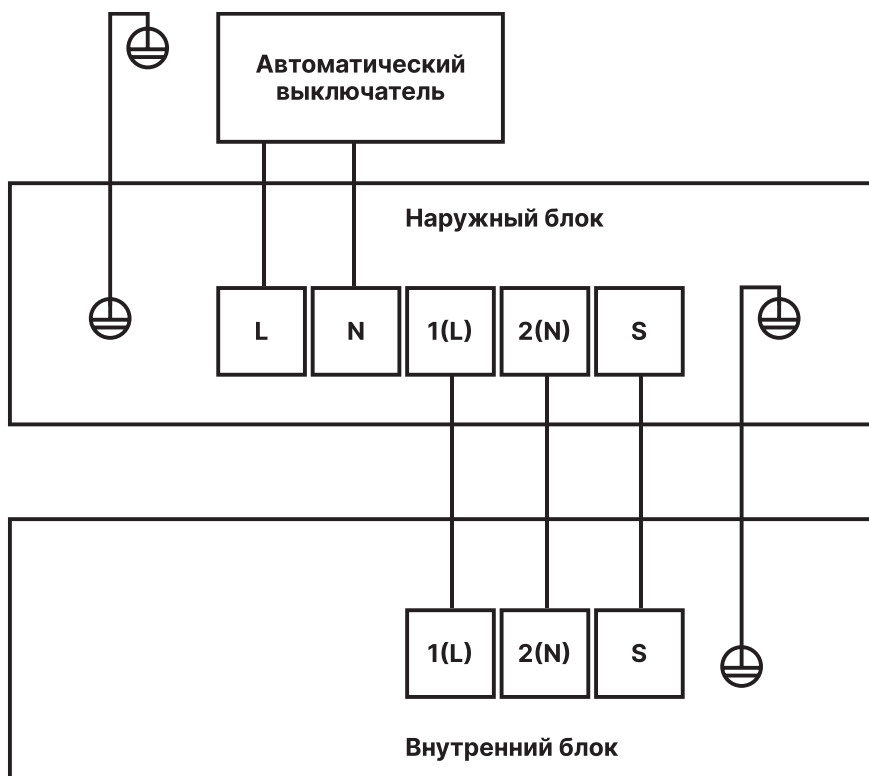 Автоматический
выключатель
Наружный блок
L N 1(L) 2(N) S
1(L) 2(N) S
Внутренний блок